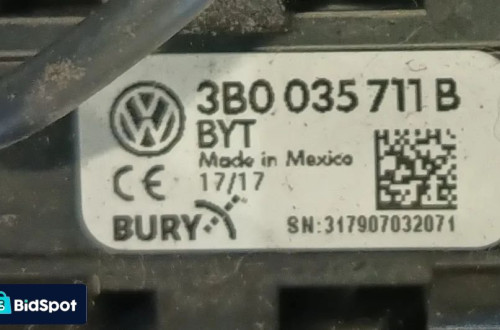 3B0 035 711 B
BYT
Made in Mexico
17/17
CE
BURY
SN:317907032071
BidSpot